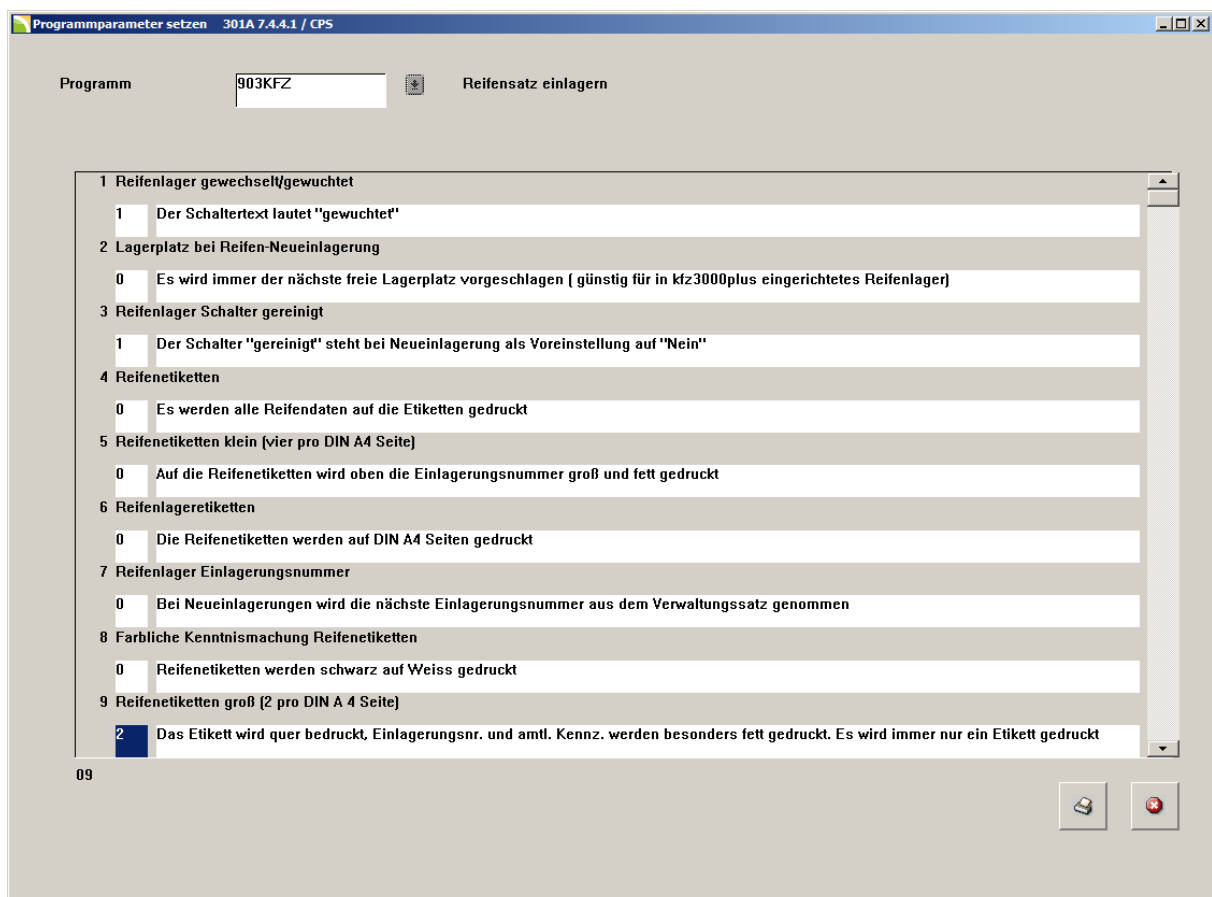 Programmparameter setzen 301A 7.4.4.1 / CPS
Programm 903KFZ Reifensatz einlagern
1 Reifenlager gewechselt/gewuchtet
1 Der Schaltertext lautet "gewuchtet"
2 Lagerplatz bei Reifen-Neueinlagerung
0 Es wird immer der nächste freie Lagerplatz vorgeschlagen ( günstig für in kfz3000plus eingerichtetes Reifenlager)
3 Reifenlager Schalter gereinigt
1 Der Schalter "gereinigt" steht bei Neueinlagerung als Voreinstellung auf "Nein"
4 Reifenetiketten
0 Es werden alle Reifendaten auf die Etiketten gedruckt
5 Reifenetiketten klein (vier pro DIN A4 Seite)
0 Auf die Reifenetiketten wird oben die Einlagerungsnummer groß und fett gedruckt
6 Reifenlageretiketten
0 Die Reifenetiketten werden auf DIN A4 Seiten gedruckt
7 Reifenlager Einlagerungsnummer
0 Bei Neueinlagerungen wird die nächste Einlagerungsnummer aus dem Verwaltungssatz genommen
8 Farbliche Kenntnismachung Reifenetiketten
0 Reifenetiketten werden schwarz auf Weiss gedruckt
9 Reifenetiketten groß (2 pro DIN A 4 Seite)
2 Das Etikett wird quer bedruckt, Einlagerungsnr. und amtl. Kennz. werden besonders fett gedruckt. Es wird immer nur ein Etikett gedruckt
09